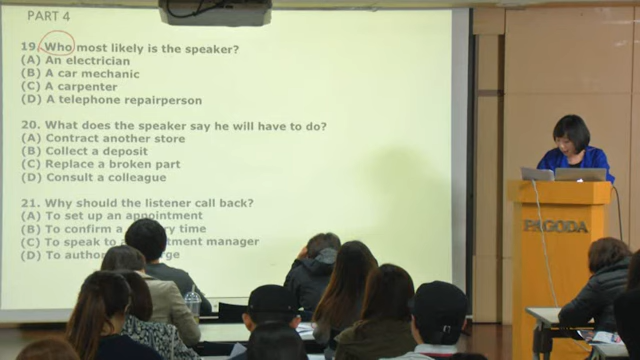 PART 4
19. Who most likely is the speaker?
(A) An electrician
(B) A car mechanic
(C) A carpenter
(D) A telephone repairperson
20. What does the speaker say he will have to do?
(A) Contract another store
(B) Collect a deposit
(C) Replace a broken part
(D) Consult a colleague
21. Why should the listener call back?
(A) To set up an appointment
(B) To confirm a time
(C) To speak to manager
(D) To
PAGODA